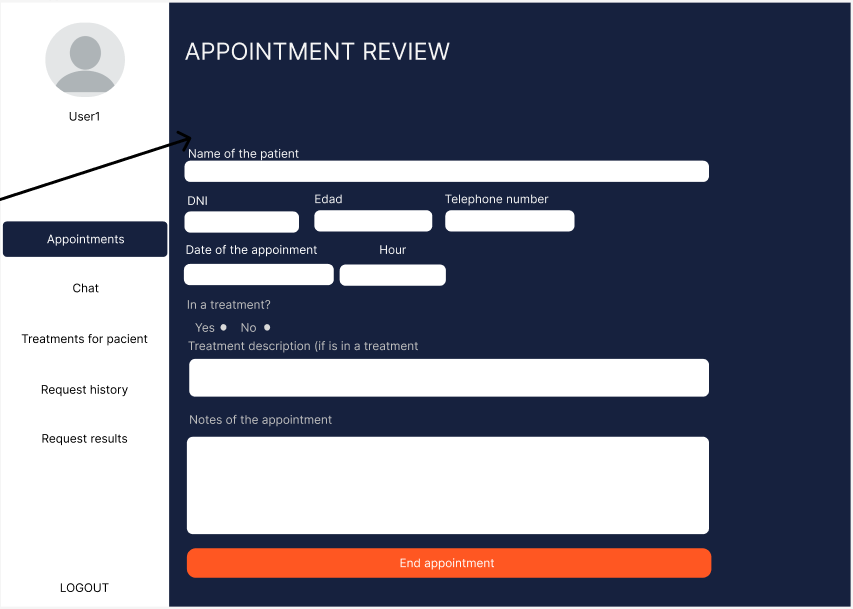 APPOINTMENT REVIEW
User1
Name of the patient
DNI
Edad
Telephone number
Appointments
Date of the appoinment
Hour
Chat
In a treatment?
Yes
No
Treatments for pacient
Treatment description (if is in a treatment
Request history
Notes of the appointment
Request results
End appointment
LOGOUT